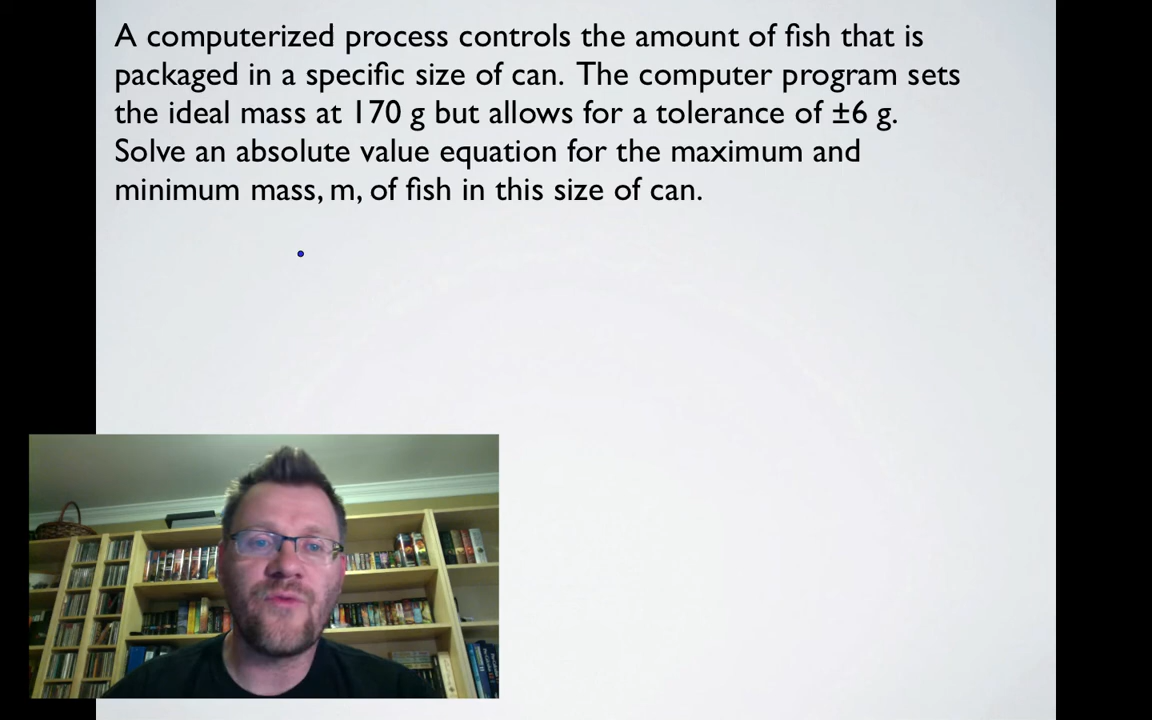 A computerized process controls the amount of fish that is
packaged in a specific size of can. The computer program sets
the ideal mass at 170 g but allows for a tolerance of ±6 g.
Solve an absolute value equation for the maximum and
minimum mass, m, of fish in this size of can.